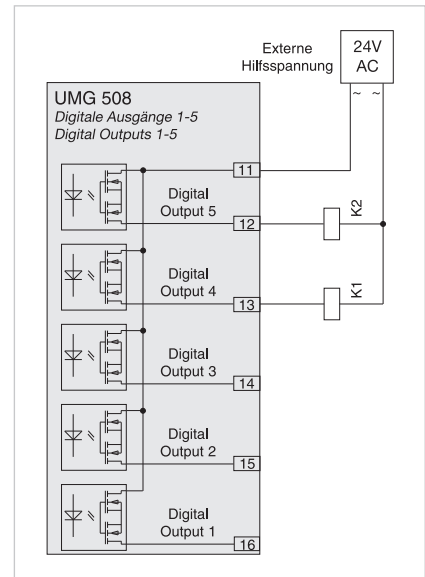 Externe
Hilfsspannung
24V
AC
~ ~
UMG 508
Digitale Ausgänge 1-5
Digital Outputs 1-5
11
Digital
Output 5
12
K2
Digital
Output 4
13
K1
Digital
Output 3
14
Digital
Output 2
15
Digital
Output 1
16